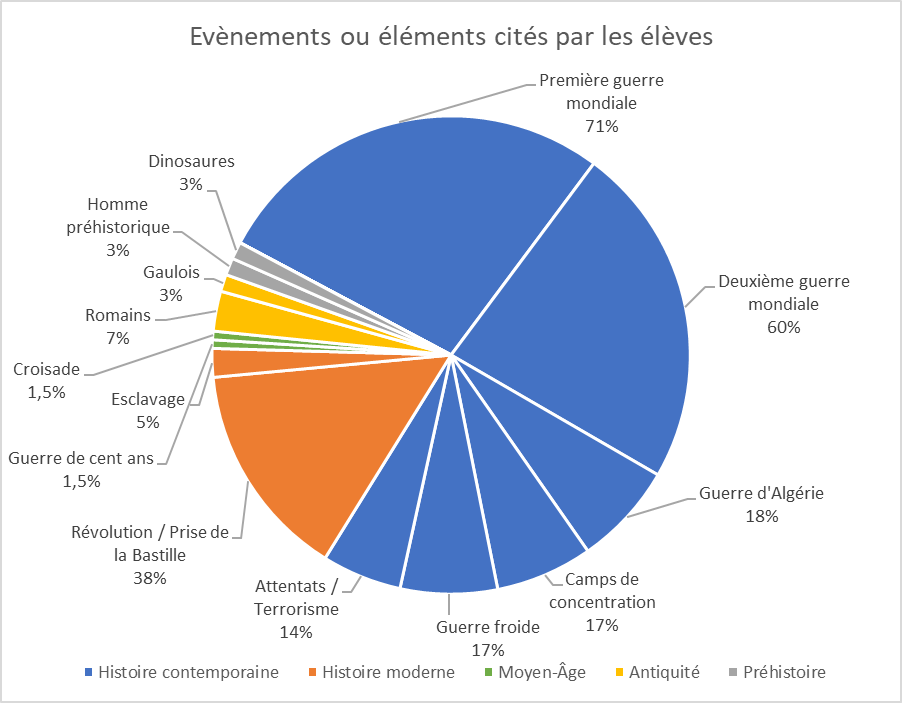 Evènements ou éléments cités par les élèves
Première guerre
mondiale
71%
Deuxième guerre
mondiale
60%
Guerre d'Algérie
18%
Camps de
concentration
17%
Guerre froide
17%
Attentats /
Terrorisme
14%
Révolution / Prise de
la Bastille
38%
Guerre de cent ans
1,5%
Esclavage
5%
Croisade
1,5%
Romains
7%
Gaulois
3%
Homme
préhistorique
3%
Dinosaures
3%
Histoire contemporaine
Histoire moderne
Moyen-Âge
Antiquité
Préhistoire